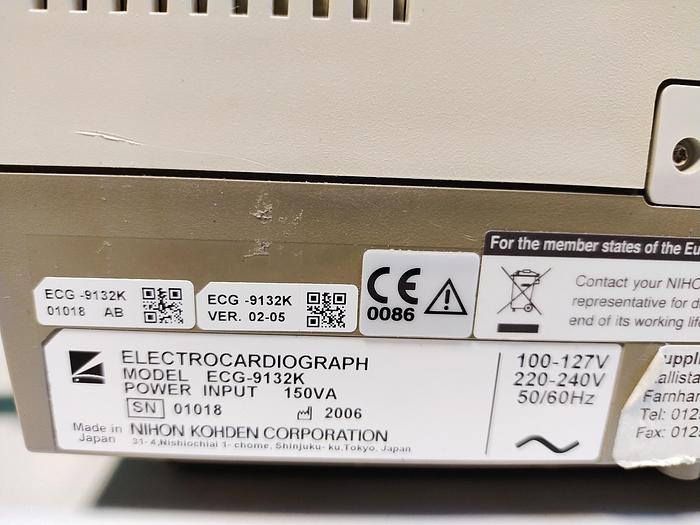 For the member states of the Eu
Contact your NIHO
representative for d
end of its working lif
ECG -9132K
01018 AB
ECG -9132K
VER. 02-05
CE
0086
ELECTROCARDIOGRAPH
MODEL ECG-9132K
POWER INPUT 150VA
SN 01018 2006
Made in
Japan
NIHON KOHDEN CORPORATION
31-4,Nishiochiai 1-chome, Shinjuku-ku,Tokyo, Japan
100-127V
220-240V
50/60Hz
uppli
allista
Farnhar
Tel: 012
Fax: 012